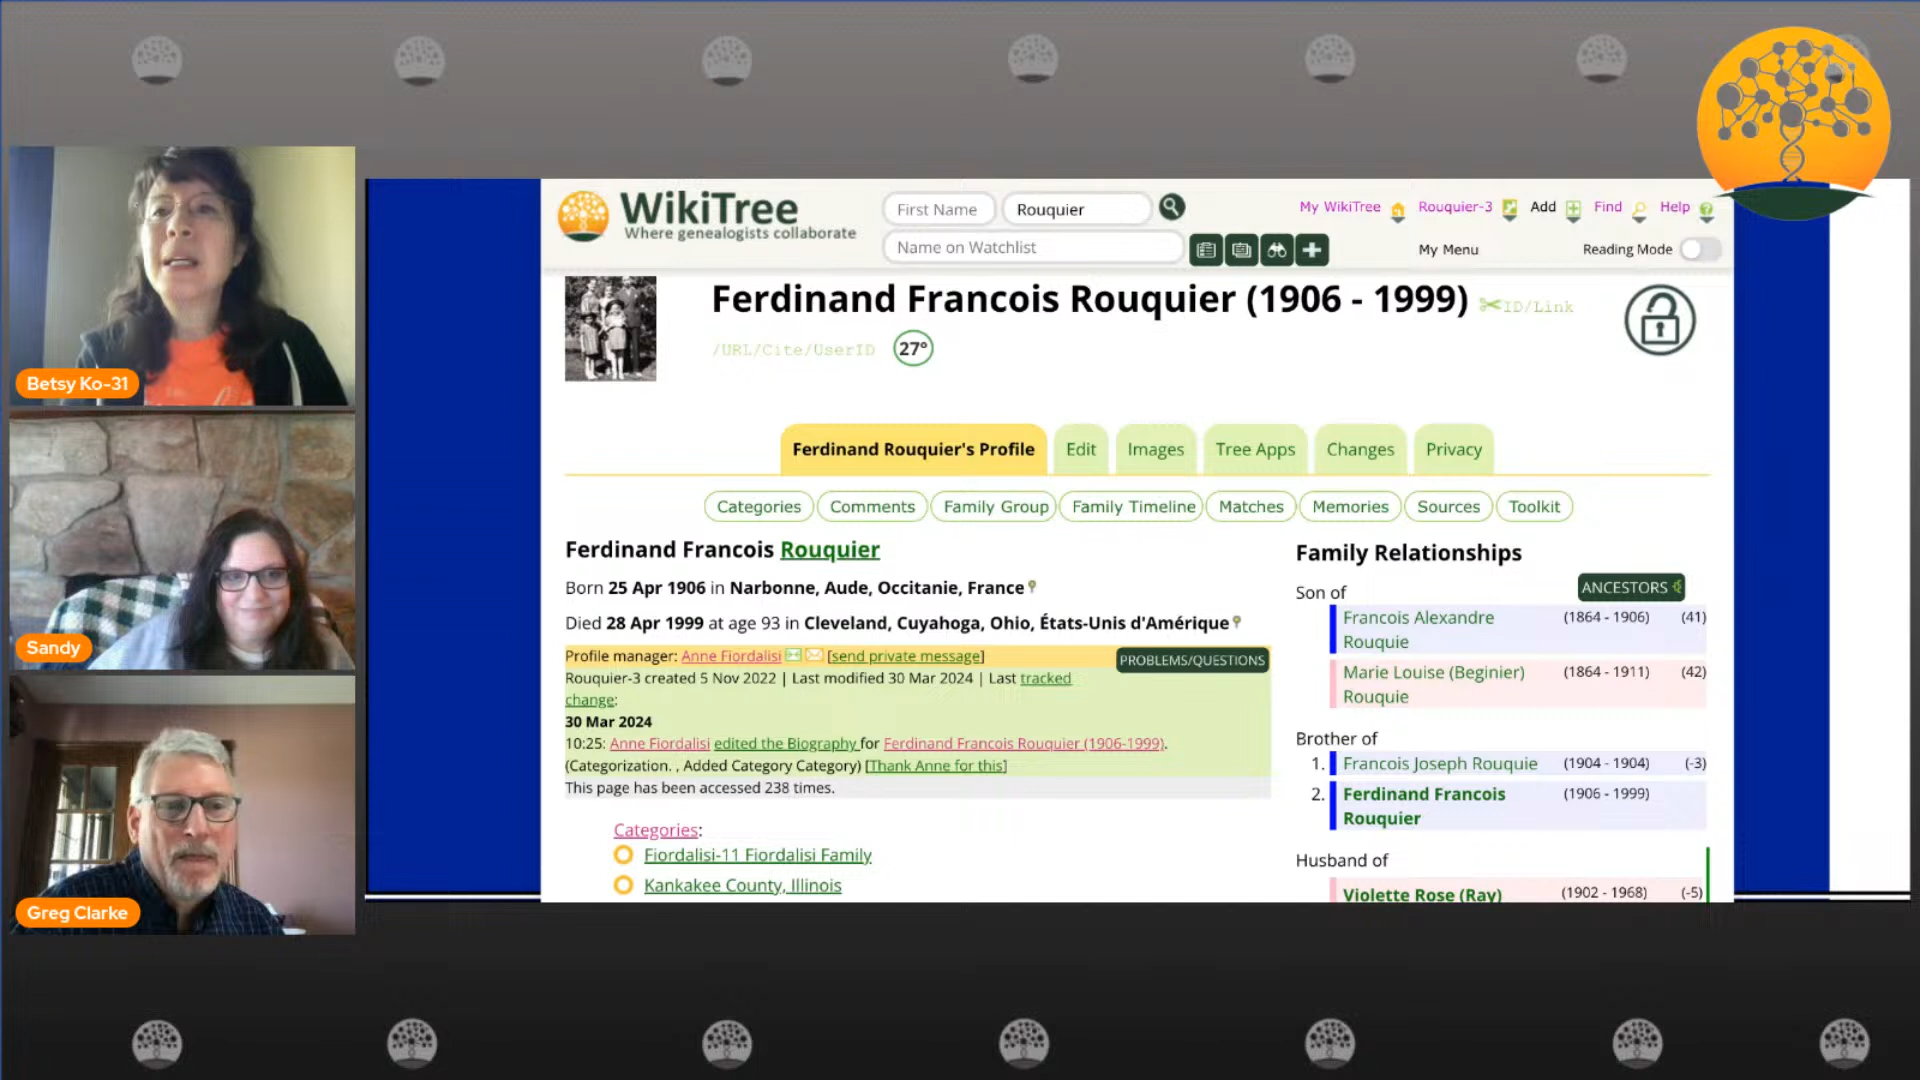 Betsy Ko-31
Sandy
Greg Clarke
WikiTree
Where genealogists collaborate
First Name
Rouquier
Name on Watchlist
My WikiTree
Rouquier-3
Add
Find
Help
My Menu
Reading Mode
Ferdinand Francois Rouquier (1906 - 1999) ID/Link
/URL/Cite/UserID 27°
Ferdinand Rouquier's Profile
Edit
Images
Tree Apps
Changes
Privacy
Categories
Comments
Family Group
Family Timeline
Matches
Memories
Sources
Toolkit
Ferdinand Francois Rouquier
Born 25 Apr 1906 in Narbonne, Aude, Occitanie, France
Died 28 Apr 1999 at age 93 in Cleveland, Cuyahoga, Ohio, États-Unis d'Amérique
Profile manager: Anne Fiordalisi [send private message]
PROBLEMS/QUESTIONS
Rouquier-3 created 5 Nov 2022 | Last modified 30 Mar 2024 | Last tracked
change:
30 Mar 2024
10:25: Anne Fiordalisi edited the Biography for Ferdinand Francois Rouquier (1906-1999).
(Categorization. , Added Category Category) [Thank Anne for this]
This page has been accessed 238 times.
Categories:
Fiordalisi-11 Fiordalisi Family
Kankakee County, Illinois
Family Relationships
ANCESTORS
Son of
Francois Alexandre
Rouquie
(1864 - 1906) (41)
Marie Louise (Beginier)
Rouquie
(1864 - 1911) (42)
Brother of
1. Francois Joseph Rouquie (1904 - 1904) (-3)
2. Ferdinand Francois
Rouquier
(1906 - 1999)
Husband of
Violette Rose (Ray) (1902 - 1968) (-5)